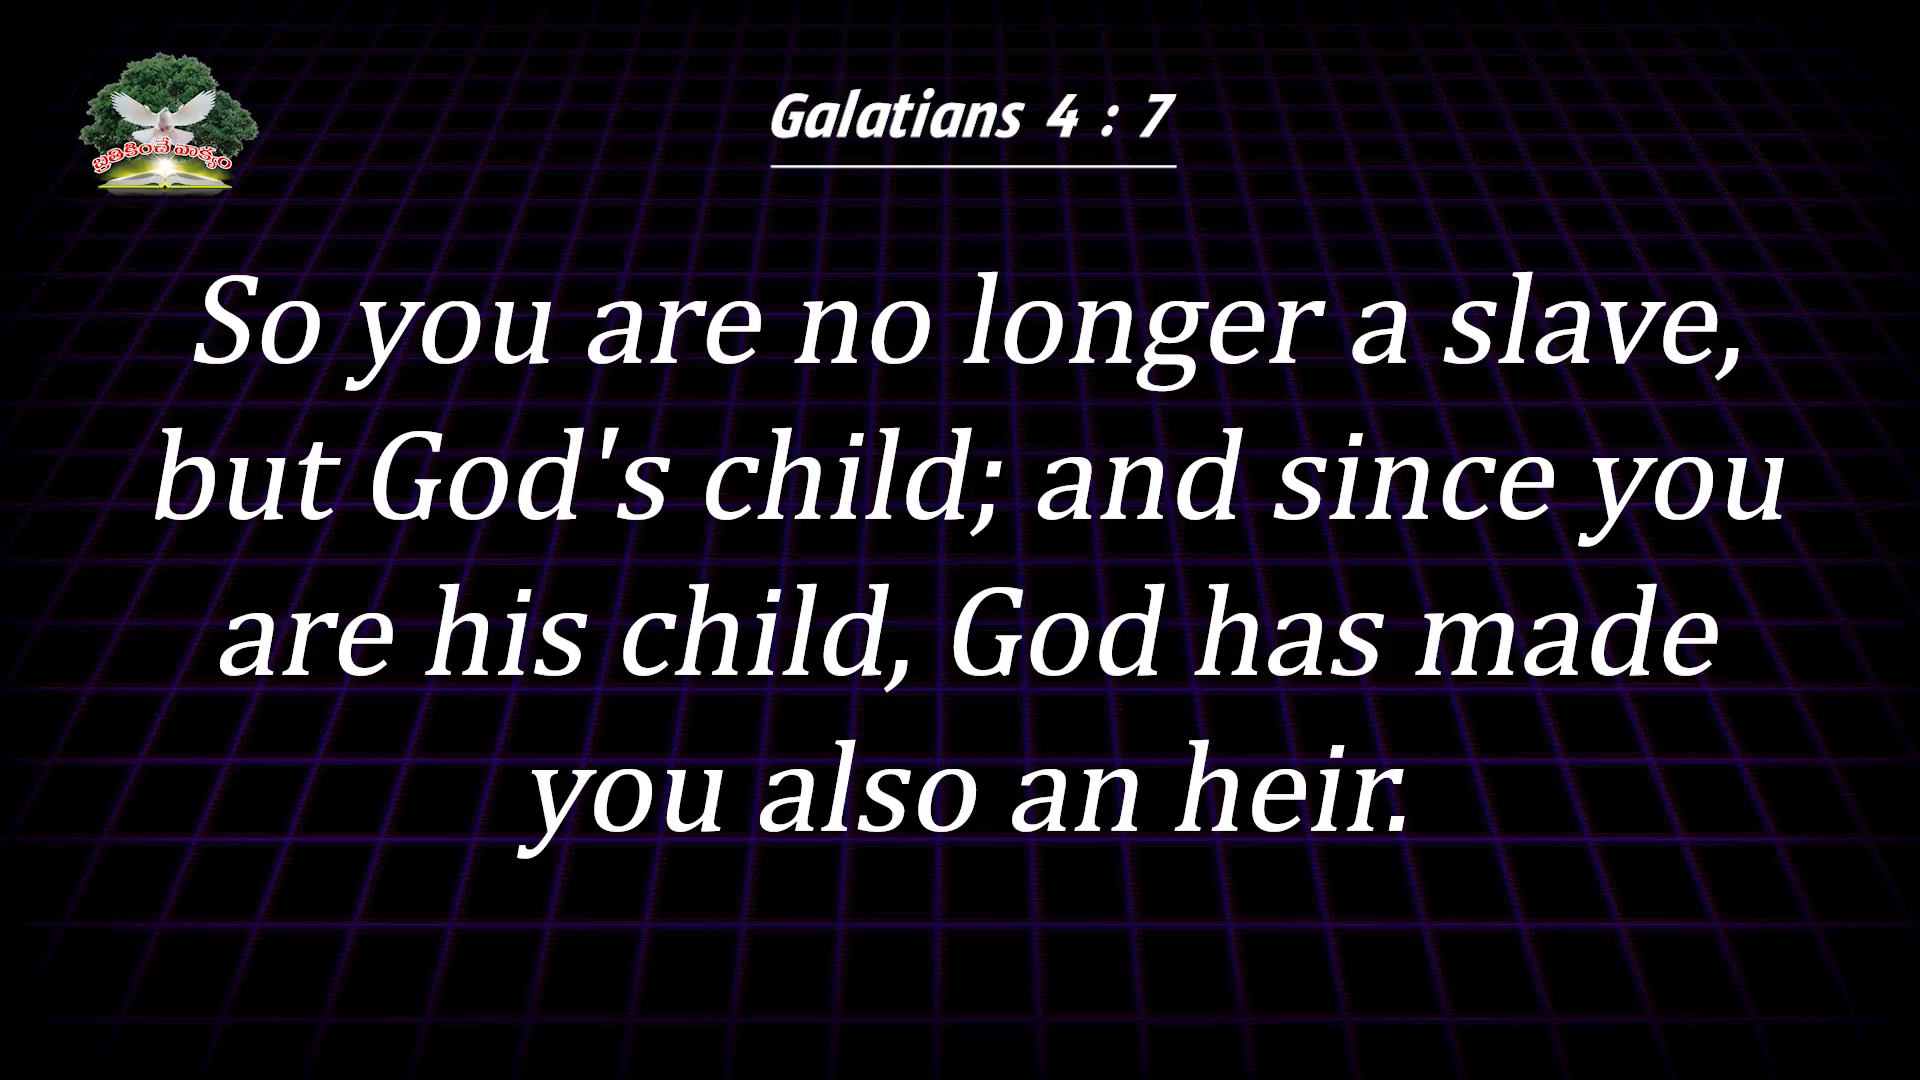 బ్రతికించే వాక్యం
Galatians 4 : 7
So you are no longer a slave,
but God's child; and since you
are his child, God has made
you also an heir.